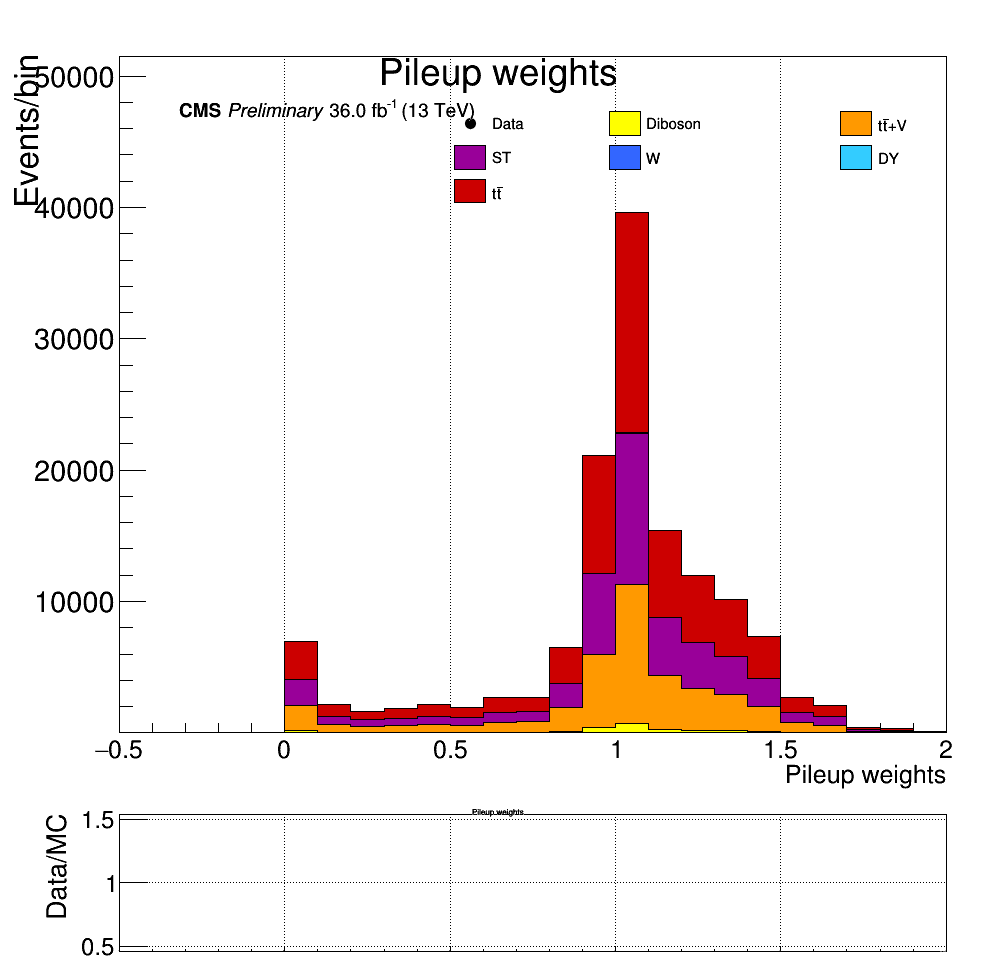 Pileup weights
Events/bin
CMS Preliminary 36.0 fb⁻¹ (13 TeV)
Data
Diboson
tt̄+V
ST
W
DY
tt̄
50000
40000
30000
20000
10000
−0.5 0 0.5 1 1.5 2
Pileup weights
Pileup weights
Data/MC
1.5
1
0.5